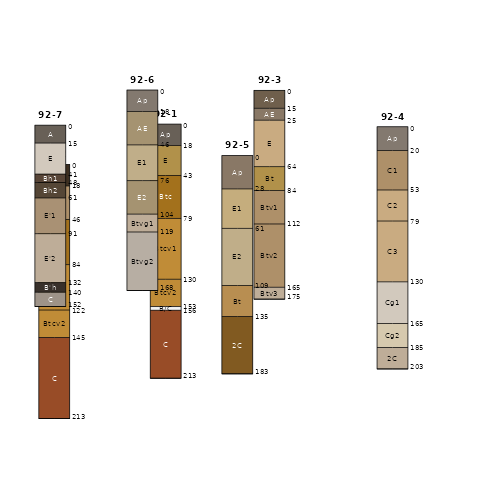 92-7
A
E
Bh1
Bh2
E'1
E'2
B'h
C
0
15
41
48
61
91
132
140
152
0
18
46
84
122
145
213
Btcv2
C
92-6
Ap
AE
E1
E2
Btvg1
Btvg2
0
18
46
76
104
119
168
92-1
Ap
E
Btc
tcv1
Btcv2
B/C
C
0
18
43
79
130
153
156
213
92-5
Ap
E1
E2
Bt
2C
0
28
61
109
135
183
92-3
Ap
AE
E
Bt
Btv1
Btv2
Btv3
0
15
25
64
84
112
165
175
92-4
Ap
C1
C2
C3
Cg1
Cg2
2C
0
20
53
79
130
165
185
203